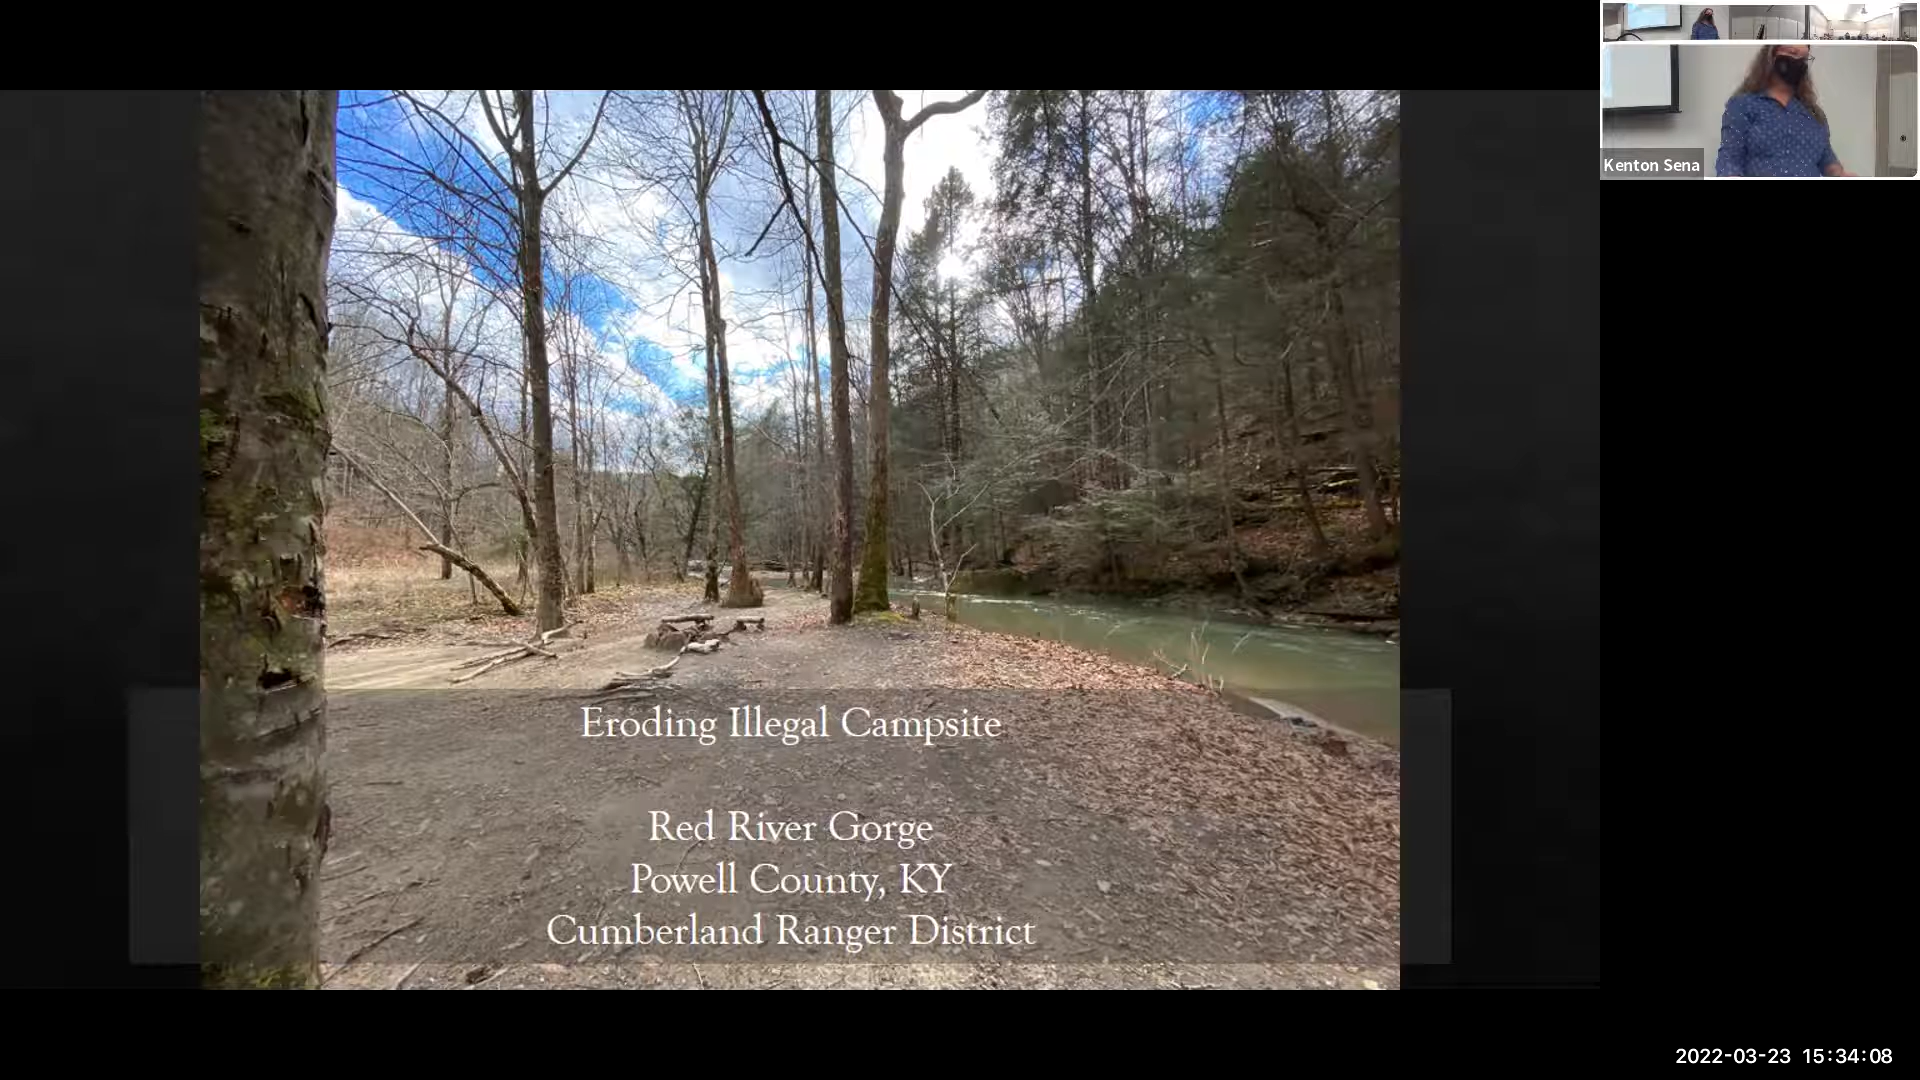 Kenton Sena
Eroding Illegal Campsite
Red River Gorge
Powell County, KY
Cumberland Ranger District
2022-03-23 15:34:08